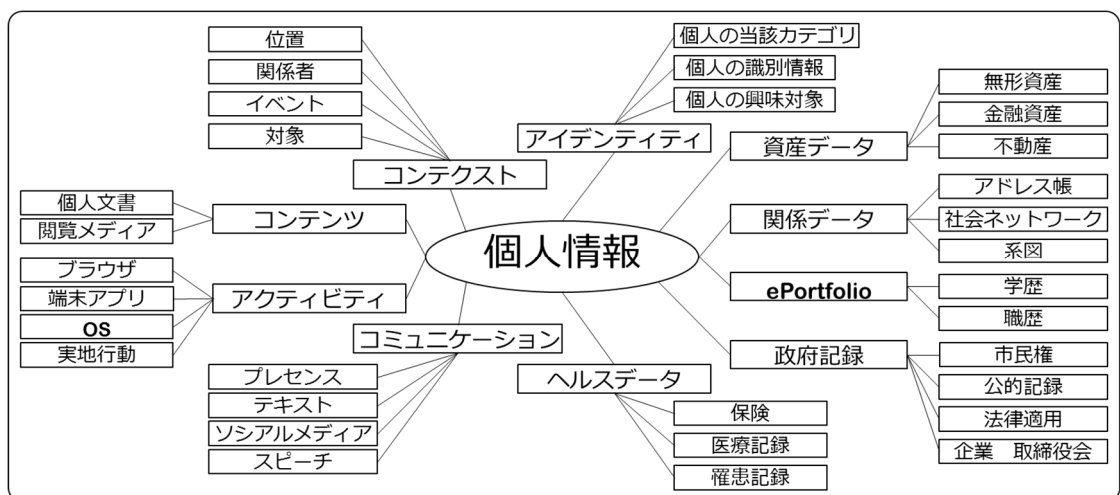 個人情報
コンテクスト
位置
関係者
イベント
対象
コンテンツ
個人文書
閲覧メディア
アクティビティ
ブラウザ
端末アプリ
OS
実地行動
コミュニケーション
プレセンス
テキスト
ソシアルメディア
スピーチ
アイデンティティ
個人の当該カテゴリ
個人の識別情報
個人の興味対象
資産データ
無形資産
金融資産
不動産
関係データ
アドレス帳
社会ネットワーク
系図
ePortfolio
学歴
職歴
政府記録
市民権
公的記録
法律適用
企業　取締役会
ヘルスデータ
保険
医療記録
罹患記録